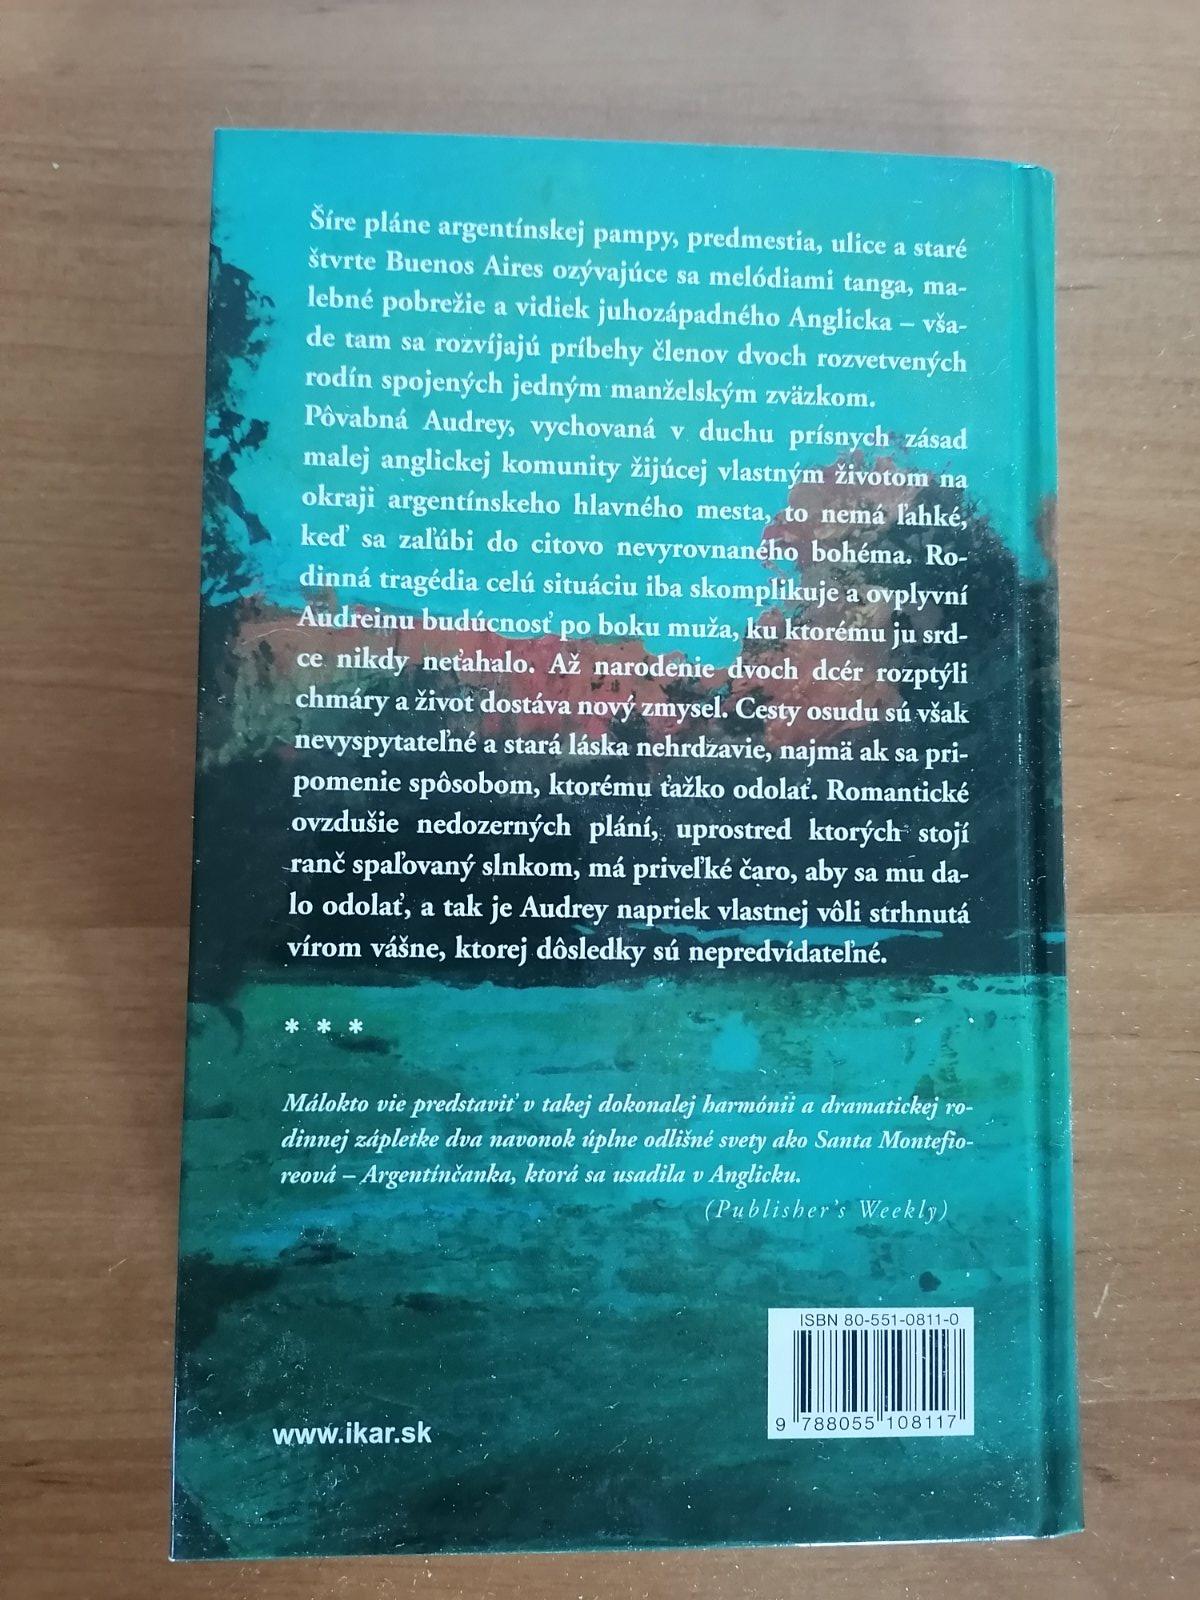 Šíre pláne argentínskej pampy, predmestia, ulice a staré
štvrte Buenos Aires ozývajúce sa melódiami tanga, ma-
lebné pobrežie a vidiek juhozápadného Anglicka – vša-
de tam sa rozvíjajú príbehy členov dvoch rozvetvených
rodín spojených jedným manželským zväzkom.
Pôvabná Audrey, vychovaná v duchu prísnych zásad
malej anglickej komunity žijúcej vlastným životom na
okraji argentínskeho hlavného mesta, to nemá ľahké,
keď sa zaľúbi do citovo nevyrovnaného bohéma. Ro-
dinná tragédia celú situáciu iba skomplikuje a ovplyvní
Audreinu budúcnosť po boku muža, ku ktorému ju srd-
ce nikdy neťahalo. Až narodenie dvoch dcér rozptýli
chmáry a život dostáva nový zmysel. Cesty osudu sú však
nevyspytateľné a stará láska nehrdzavie, najmä ak sa pri-
pomenie spôsobom, ktorému ťažko odolať. Romantické
ovzdušie nedozerných plání, uprostred ktorých stojí
ranč spaľovaný slnkom, má priveľké čaro, aby sa mu da-
lo odolať, a tak je Audrey napriek vlastnej vôli strhnutá
vírom vášne, ktorej dôsledky sú nepredvídateľné.
* * *
Málokto vie predstaviť v takej dokonalej harmónii a dramatickej ro-
dinnej zápletke dva navonok úplne odlišné svety ako Santa Montefio-
reová – Argentínčanka, ktorá sa usadila v Anglicku.
(Publisher's Weekly)
ISBN 80-551-0811-0
9 788055 108117
www.ikar.sk